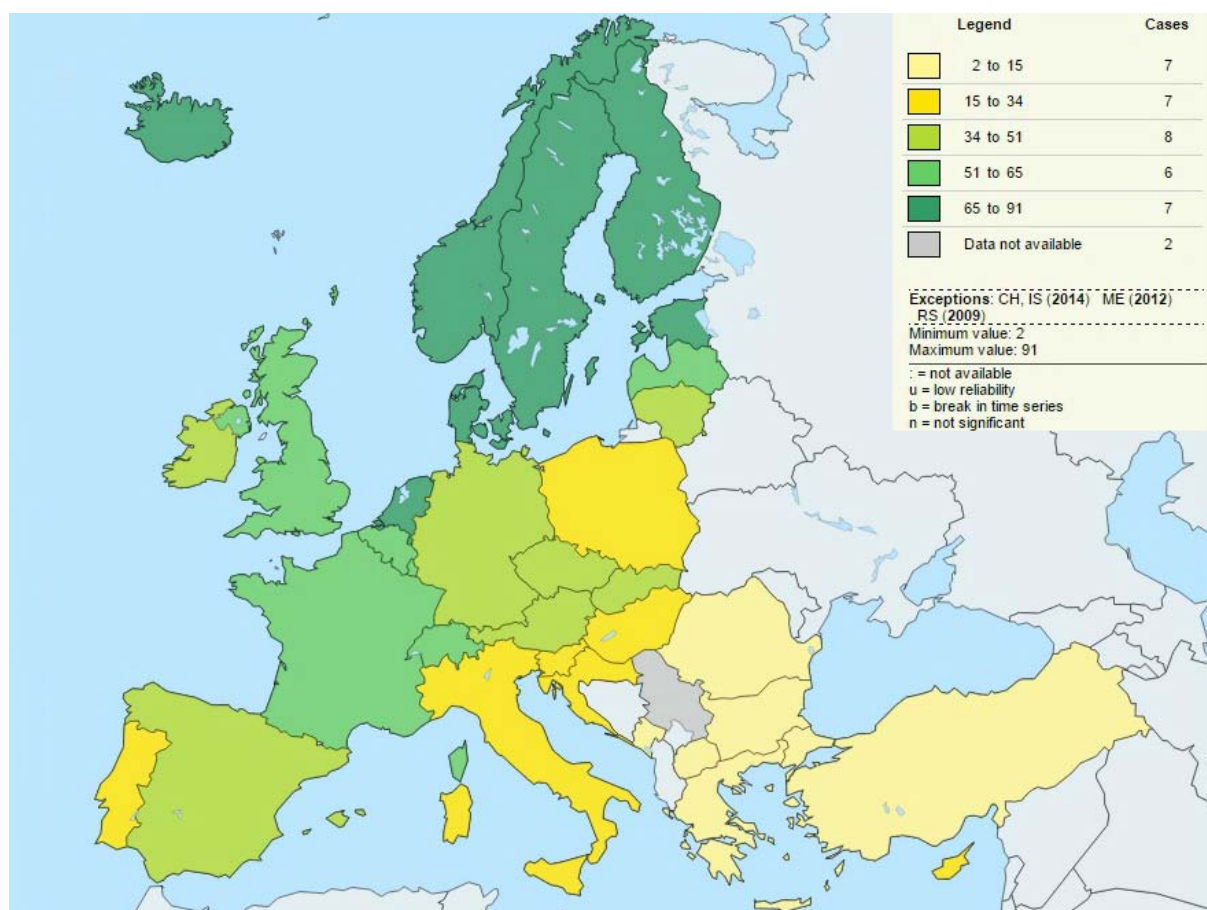 Legend Cases
2 to 15 7
15 to 34 7
34 to 51 8
51 to 65 6
65 to 91 7
Data not available 2
Exceptions: CH, IS (2014) ME (2012)
RS (2009)
Minimum value: 2
Maximum value: 91
: = not available
u = low reliability
b = break in time series
n = not significant